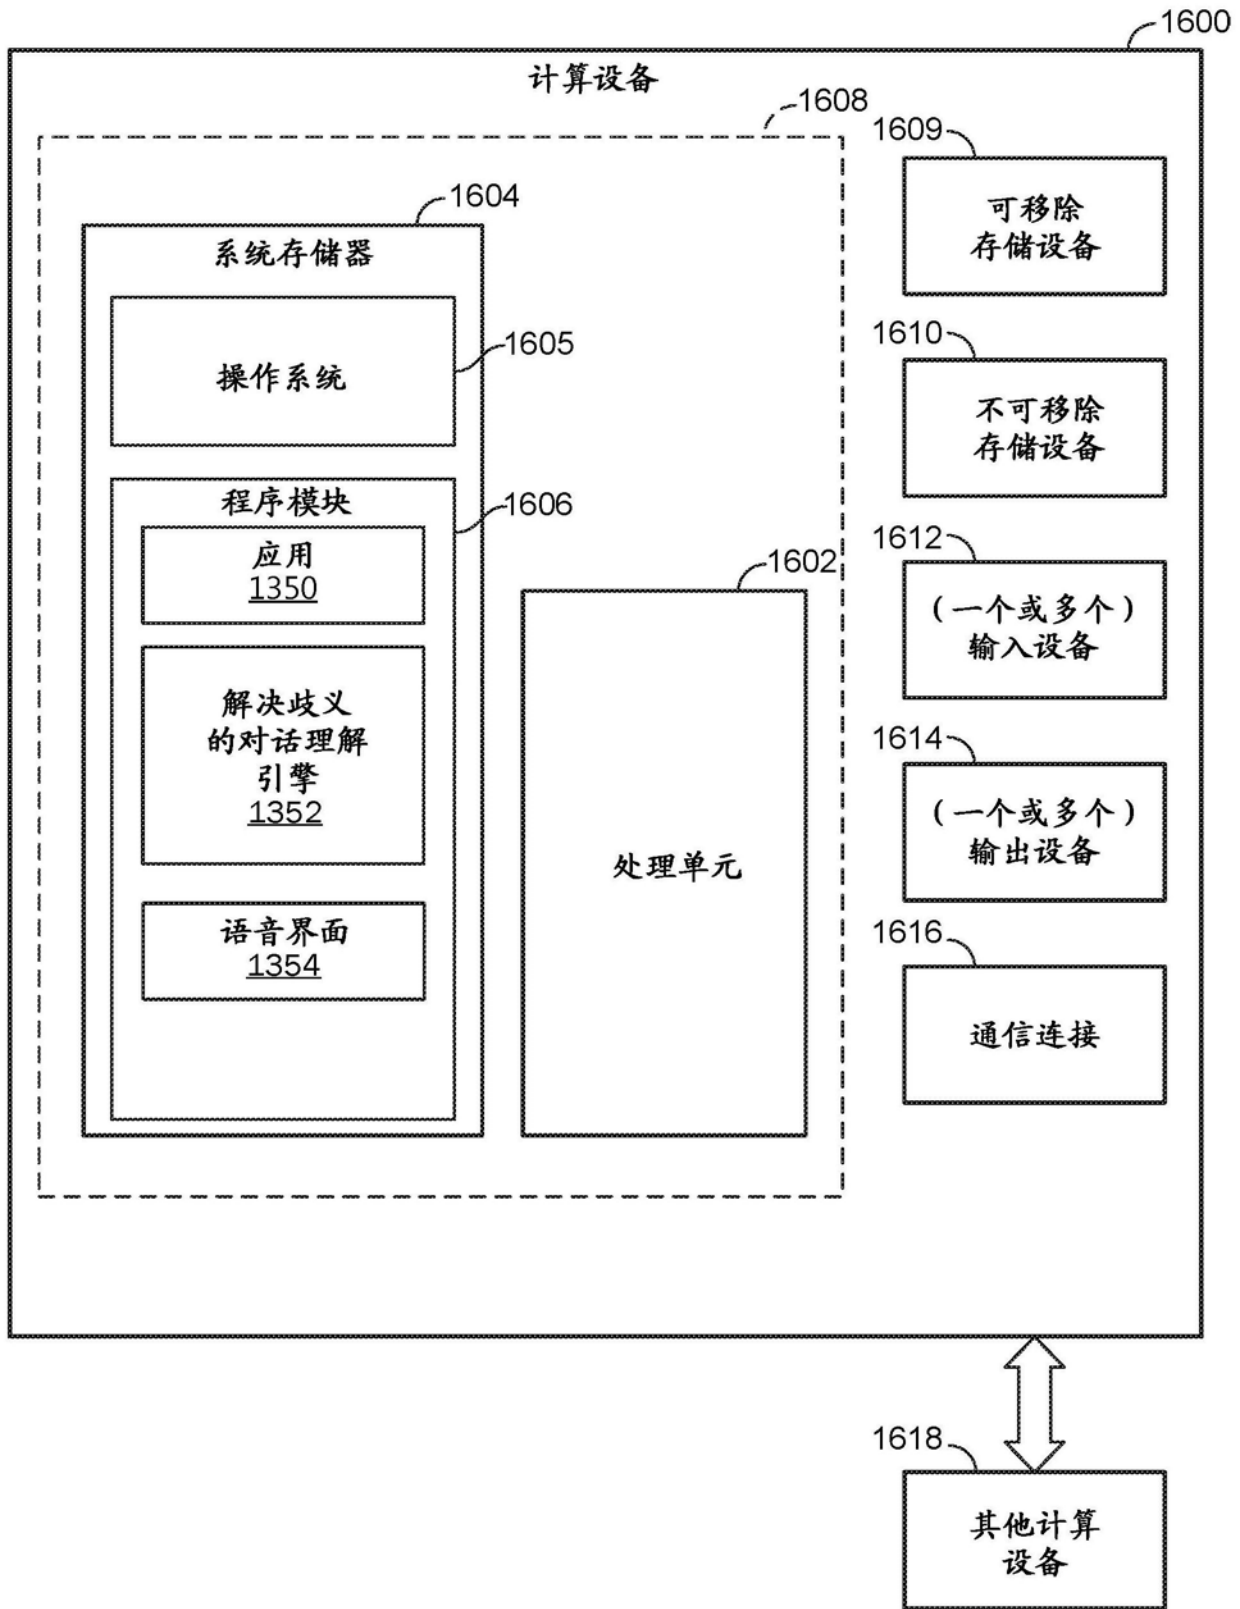 1600
计算设备
1608
1604
系统存储器
操作系统
1605
程序模块
1606
应用
1350
解决歧义
的对话理解
引擎
1352
语音界面
1354
1602
处理单元
1609
可移除
存储设备
1610
不可移除
存储设备
1612
(一个或多个)
输入设备
1614
(一个或多个)
输出设备
1616
通信连接
1618
其他计算
设备